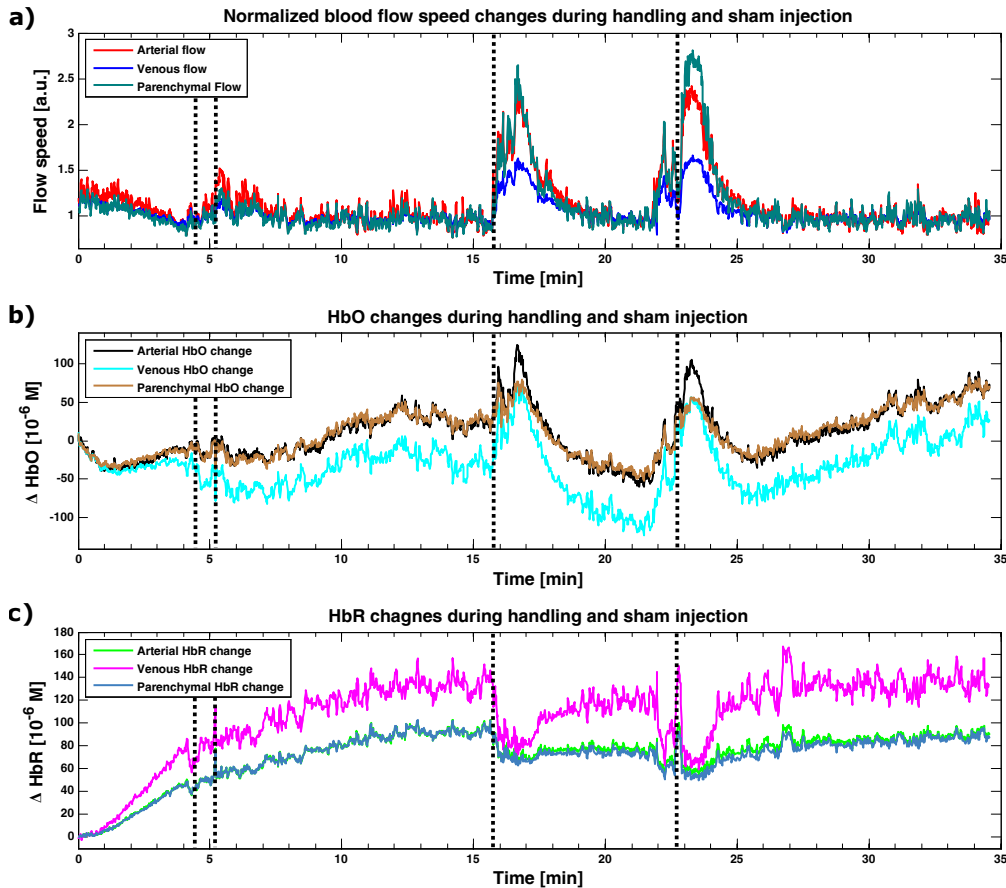 a)
Normalized blood flow speed changes during handling and sham injection
Flow speed [a.u.]
3
2.5
2
1.5
1
Arterial flow
Venous flow
Parenchymal Flow
0 5 10 15 20 25 30 35
Time [min]
b)
HbO changes during handling and sham injection
Δ HbO [10-6 M]
100
50
0
-50
-100
Arterial HbO change
Venous HbO change
Parenchymal HbO change
0 5 10 15 20 25 30 35
Time [min]
c)
HbR chagnes during handling and sham injection
Δ HbR [10-6 M]
180
160
140
120
100
80
60
40
20
0
Arterial HbR change
Venous HbR change
Parenchymal HbR change
0 5 10 15 20 25 30 35
Time [min]